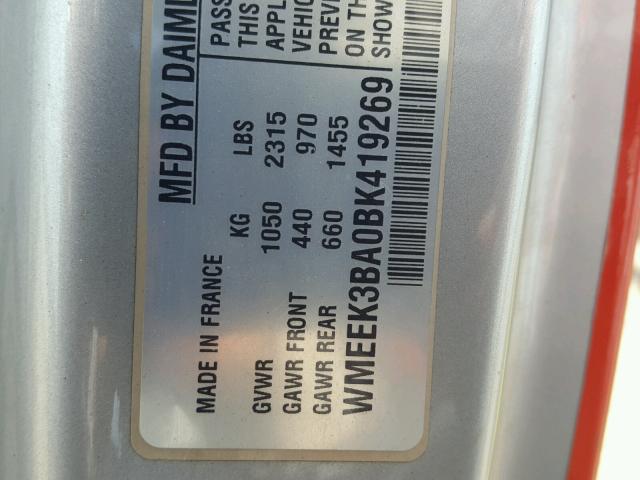 MFD BY DAIML
PASS
THIS
APPL
VEHIC
PREVE
ON TH
SHOW
MADE IN FRANCE
KG LBS
GVWR 1050 2315
GAWR FRONT 440 970
GAWR REAR 660 1455
WMEEK3BA0BK419269